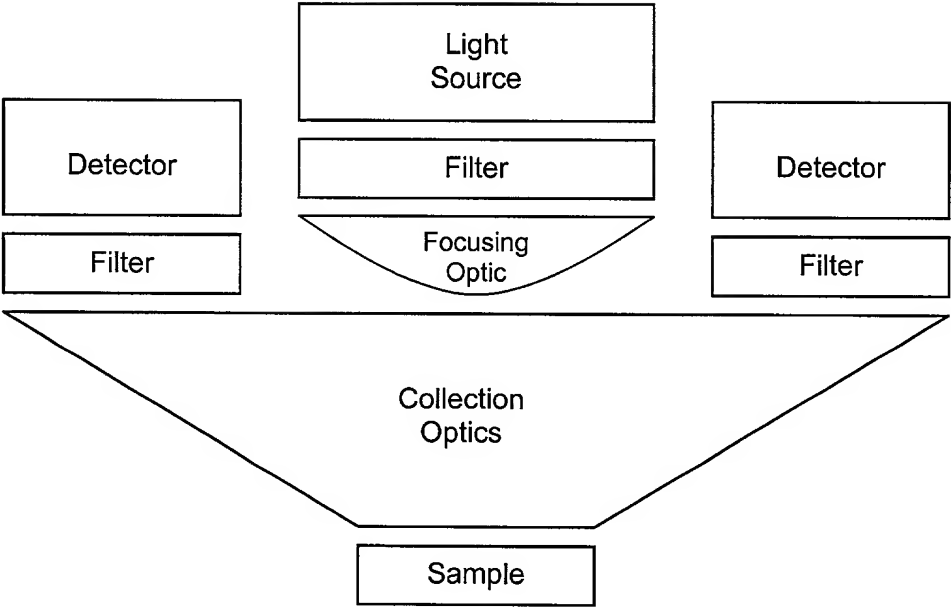 Light
Source
Detector
Filter
Detector
Filter
Focusing
Optic
Filter
Collection
Optics
Sample